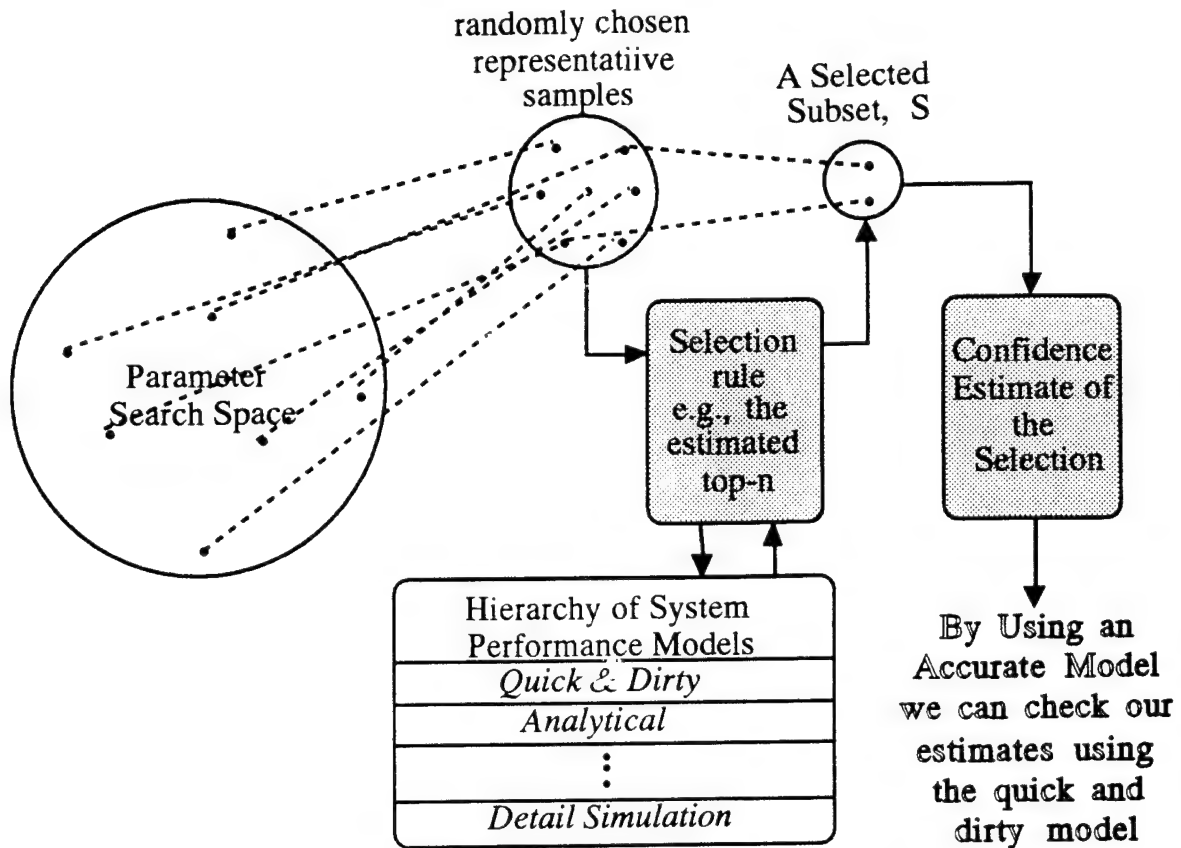 randomly chosen
representatiive
samples
A Selected
Subset, S
Parameter
Search Space
Selection
rule
e.g., the
estimated
top-n
Confidence
Estimate of
the
Selection
Hierarchy of System
Performance Models
Quick & Dirty
Analytical
Detail Simulation
By Using an
Accurate Model
we can check our
estimates using
the quick and
dirty model